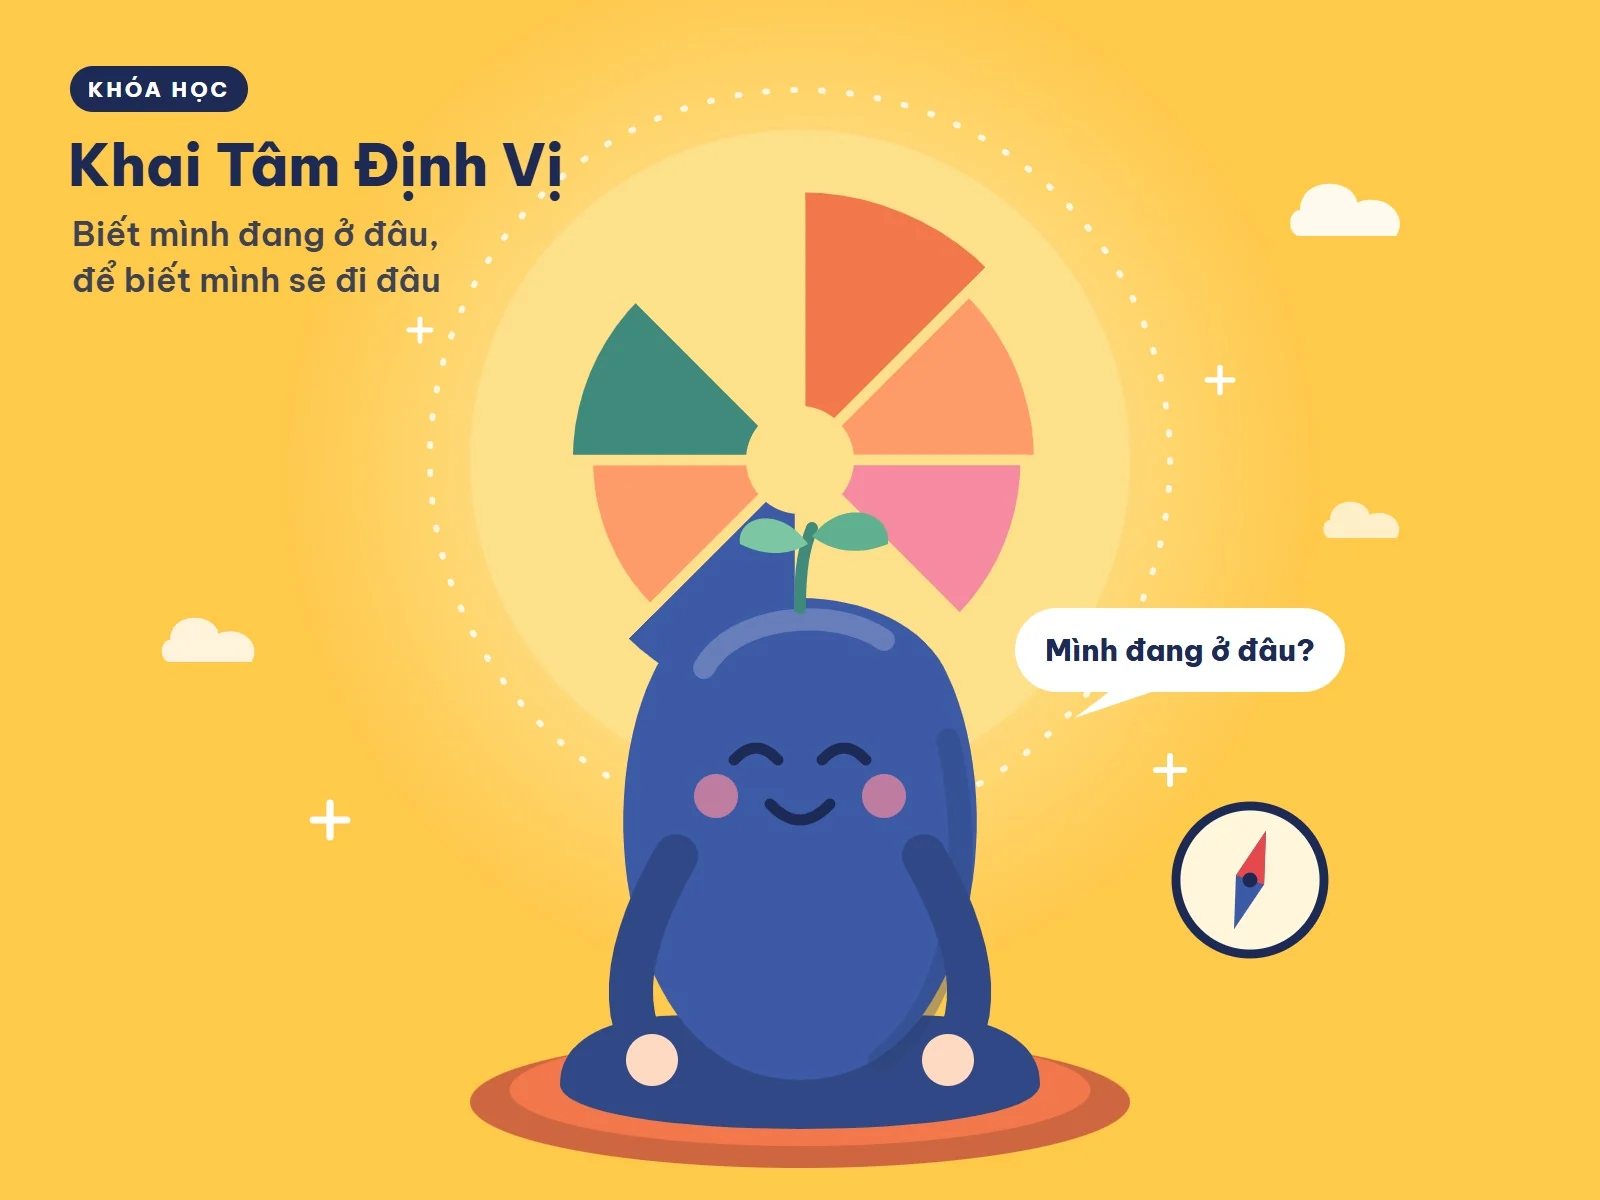 KHÓA HỌC
Khai Tâm Định Vị
Biết mình đang ở đâu,
để biết mình sẽ đi đâu
Mình đang ở đâu?